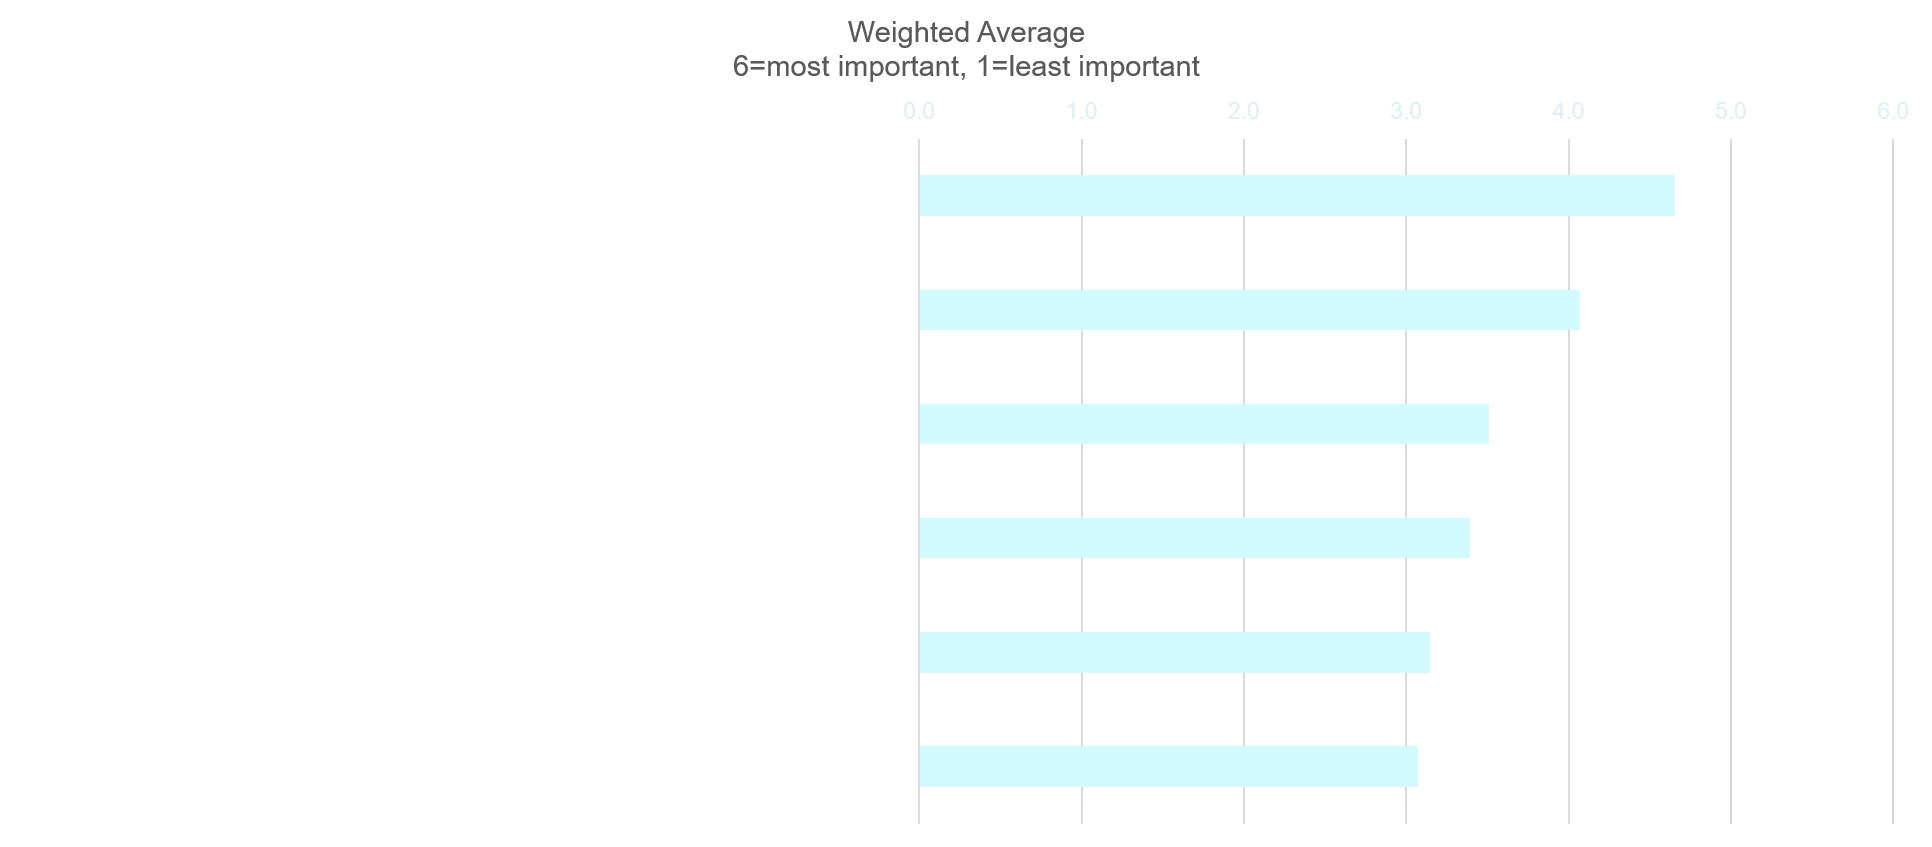 Weighted Average
6=most important, 1=least important
0.0 1.0 2.0 3.0 4.0 5.0 6.0